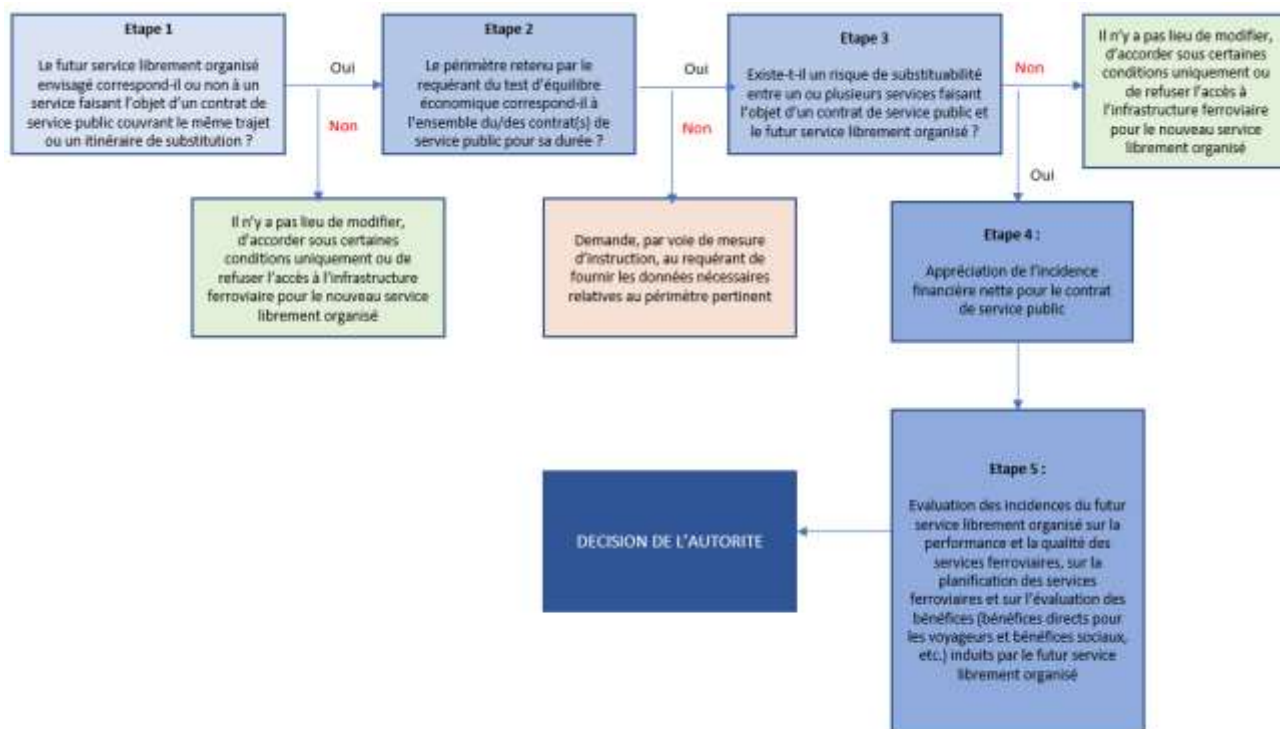 Etape 1
Le futur service librement organisé
envisagé correspond-il ou non à un
service faisant l'objet d'un contrat de
service public couvrant le même trajet
ou un itinéraire de substitution ?
Oui
Non
Etape 2
Le périmètre retenu par le
requérant du test d'équilibre
économique correspond-il à
l'ensemble du/des contrat(s) de
service public pour sa durée ?
Oui
Non
Etape 3
Existe-t-il un risque de substituabilité
entre un ou plusieurs services faisant
l'objet d'un contrat de service public et
le futur service librement organisé ?
Non
Oui
Il n'y a pas lieu de modifier,
d'accorder sous certaines
conditions uniquement ou
de refuser l'accès à
l'infrastructure ferroviaire
pour le nouveau service
librement organisé
Il n'y a pas lieu de modifier,
d'accorder sous certaines
conditions uniquement ou de
refuser l'accès à l'infrastructure
ferroviaire pour le nouveau service
librement organisé
Demande, par voie de mesure
d'instruction, au requérant de
fournir les données nécessaires
relatives au périmètre pertinent
Etape 4 :
Appréciation de l'incidence
financière nette pour le contrat
de service public
Etape 5 :
Evaluation des incidences du futur
service librement organisé sur la
performance et la qualité des
services ferroviaires, sur la
planification des services
ferroviaires et sur l'évaluation des
bénéfices (bénéfices directs pour
les voyageurs et bénéfices sociaux,
etc.) induits par le futur service
librement organisé
DECISION DE L'AUTORITE